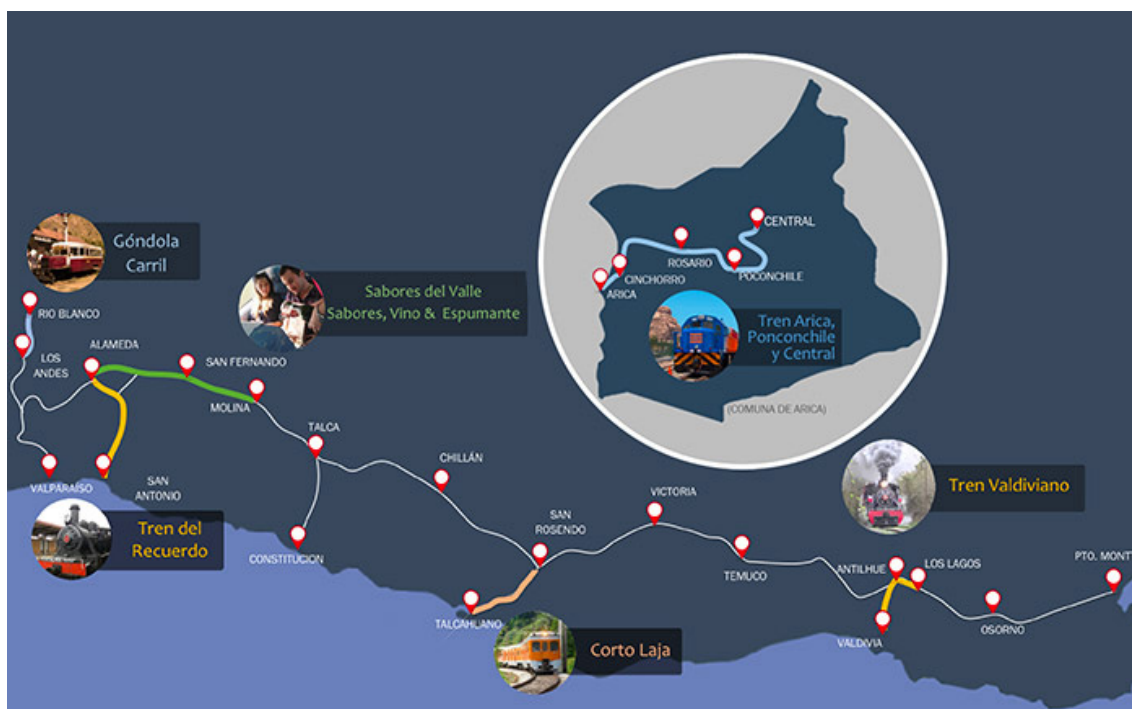 Góndola
Carril
RIO BLANCO
LOS
ANDES
ALAMEDA
Sabores del Valle
Sabores, Vino & Espumante
SAN FERNANDO
MOLINA
VALPARAÍSO
SAN
ANTONIO
Tren del
Recuerdo
TALCA
CONSTITUCION
CHILLÁN
SAN
ROSENDO
TALCAHUANO
Corto Laja
CENTRAL
ROSARIO
POCONCHILE
CINCHORRO
ARICA
Tren Arica,
Ponconchile
y Central
(COMUNA DE ARICA)
VICTORIA
TEMUCO
Tren Valdiviano
ANTILHUE
LOS LAGOS
VALDIVIA
OSORNO
PTO. MONT